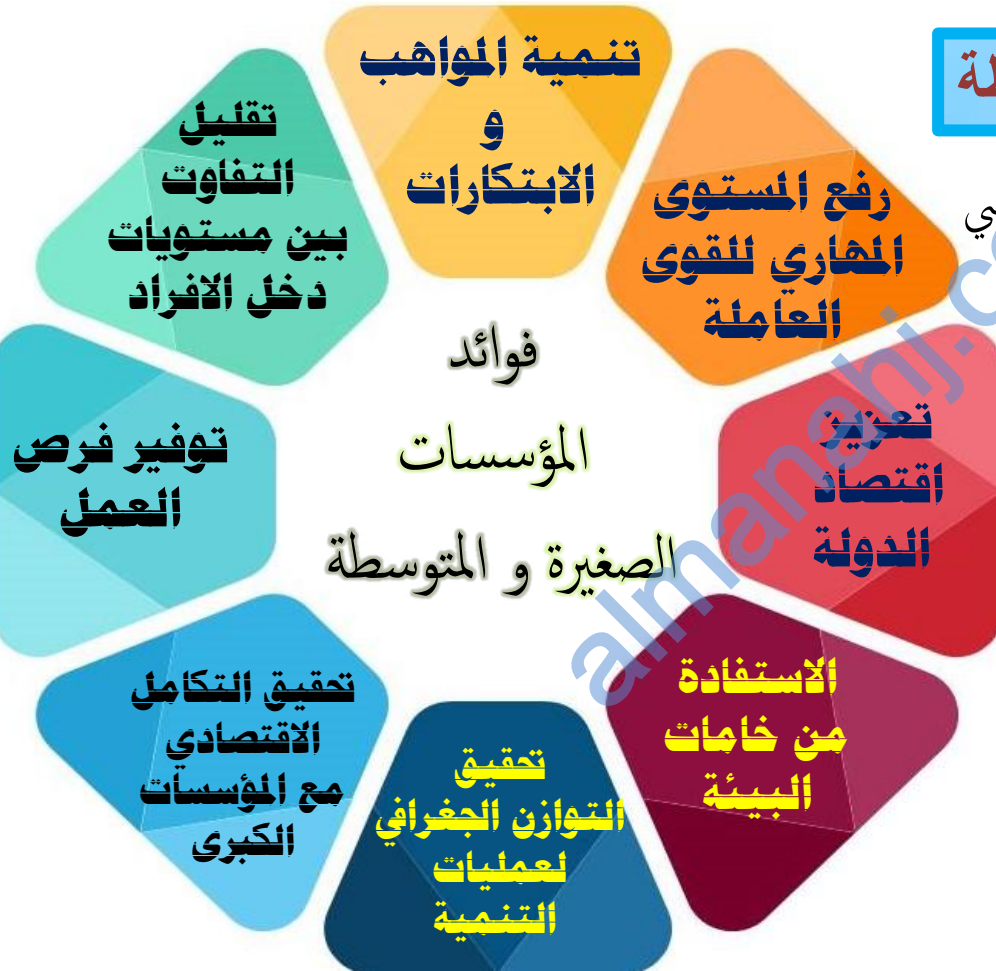 فوائد
المؤسسات
الصغيرة و المتوسطة
تنمية المواهب
و
الابتكارات
رفع المستوى
المهاري للقوى
العاملة
تعزيز
اقتصاد
الدولة
الاستفادة
من خامات
البيئة
تحقيق
التوازن الجغرافي
لعمليات
التنمية
تحقيق التكامل
الاقتصادي
مع المؤسسات
الكبرى
توفير فرص
العمل
تقليل
التفاوت
بين مستويات
دخل الافراد